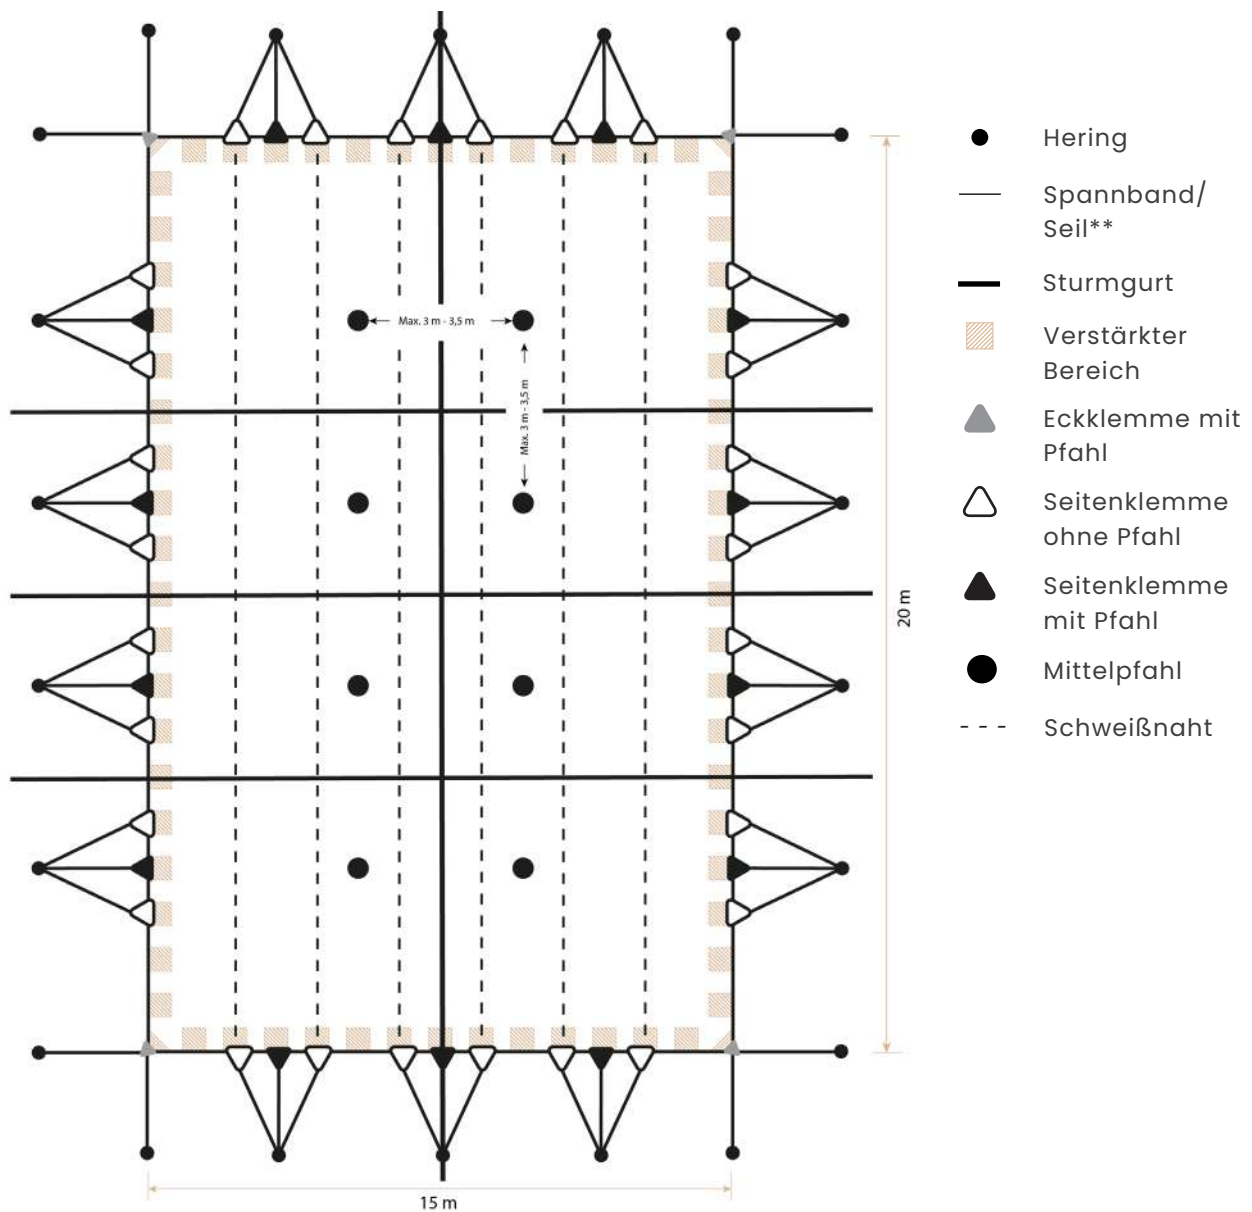 Hering
Spannband/
Seil**
Sturmgurt
Verstärkter
Bereich
Eckklemme mit
Pfahl
Seitenklemme
ohne Pfahl
Seitenklemme
mit Pfahl
Mittelpfahl
Schweißnaht
Max. 3 m - 3,5 m
Max. 3 m - 3,5 m
20 m
15 m